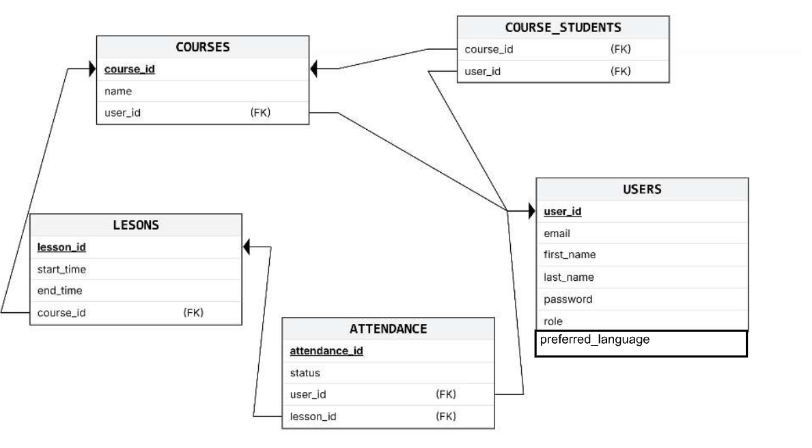 COURSES
course_id
name
user_id (FK)
COURSE_STUDENTS
course_id (FK)
user_id (FK)
USERS
user_id
email
first_name
last_name
password
role
preferred_language
LESONS
lesson_id
start_time
end_time
course_id (FK)
ATTENDANCE
attendance_id
status
user_id (FK)
lesson_id (FK)